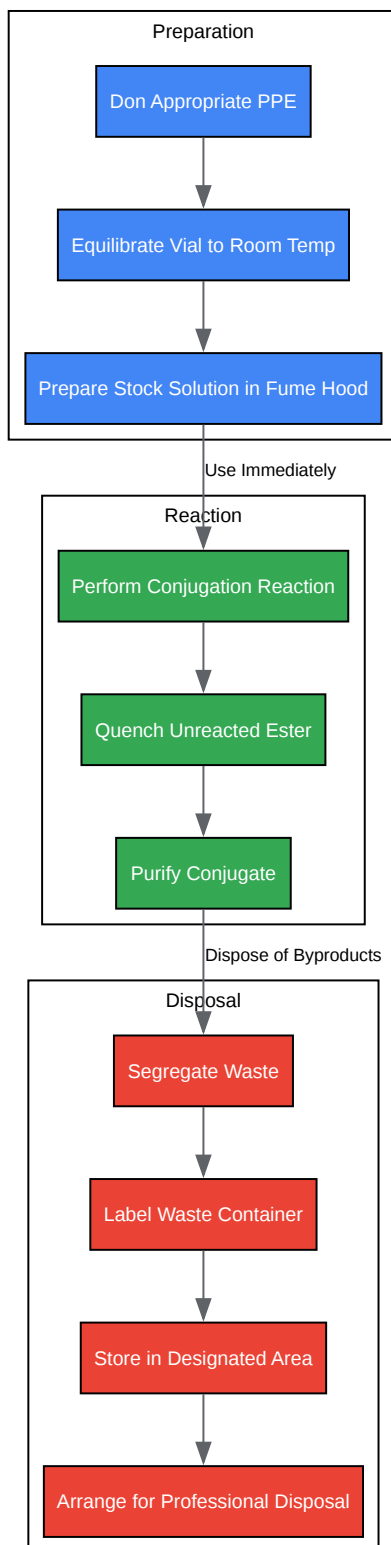 Preparation
Don Appropriate PPE
Equilibrate Vial to Room Temp
Prepare Stock Solution in Fume Hood
Use Immediately
Reaction
Perform Conjugation Reaction
Quench Unreacted Ester
Purify Conjugate
Dispose of Byproducts
Disposal
Segregate Waste
Label Waste Container
Store in Designated Area
Arrange for Professional Disposal